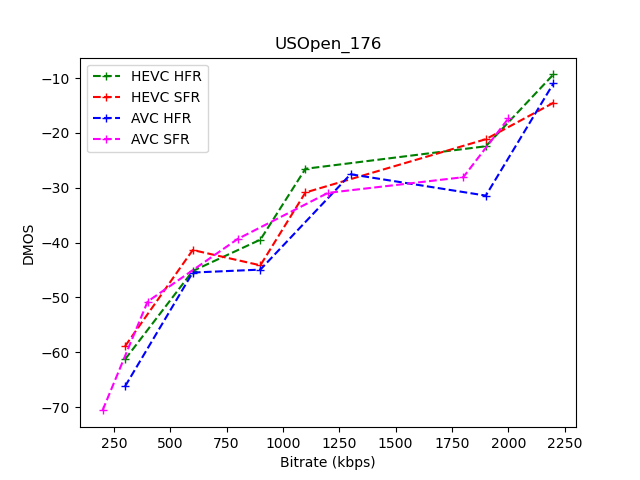 USOpen_176
HEVC HFR
HEVC SFR
AVC HFR
AVC SFR
DMOS
−10
−20
−30
−40
−50
−60
−70
250 500 750 1000 1250 1500 1750 2000 2250
Bitrate (kbps)